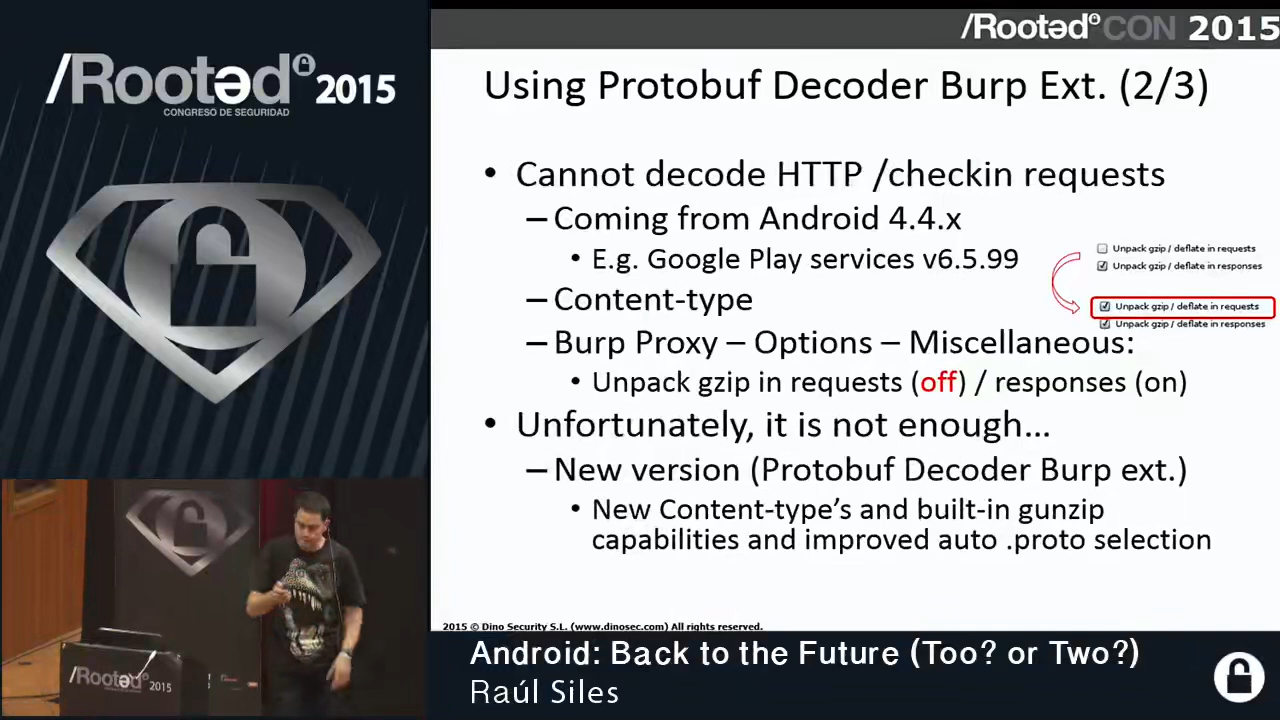 /Rootəd CON 2015
/Rootəd 2015
CONGRESO DE SEGURIDAD
Using Protobuf Decoder Burp Ext. (2/3)
• Cannot decode HTTP /checkin requests
– Coming from Android 4.4.x
• E.g. Google Play services v6.5.99
– Content-type
– Burp Proxy – Options – Miscellaneous:
• Unpack gzip in requests (off) / responses (on)
• Unfortunately, it is not enough…
– New version (Protobuf Decoder Burp ext.)
• New Content-type’s and built-in gunzip
capabilities and improved auto .proto selection
Unpack gzip / deflate in requests
Unpack gzip / deflate in responses
Unpack gzip / deflate in requests
Unpack gzip / deflate in responses
2015 © Dino Security S.L. (www.dinosec.com) All rights reserved.
/Rootəd 2015
Android: Back to the Future (Too? or Two?)
Raúl Siles